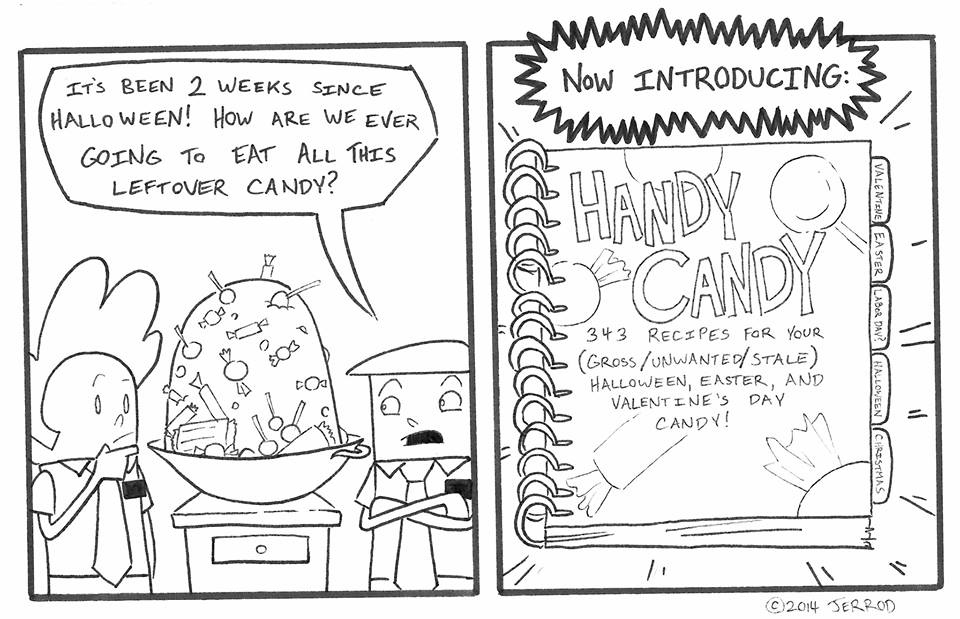 IT'S BEEN 2 WEEKS SINCE
HALLOWEEN! HOW ARE WE EVER
GOING TO EAT ALL THIS
LEFTOVER CANDY?
NOW INTRODUCING:
HANDY
CANDY
343 RECIPES FOR YOUR
(GROSS/UNWANTED/STALE)
HALLOWEEN, EASTER, AND
VALENTINE'S DAY
CANDY!
VALENTINE
EASTER
LABOR DAY?
HALLOWEEN
CHRISTMAS
©2014 JERROD